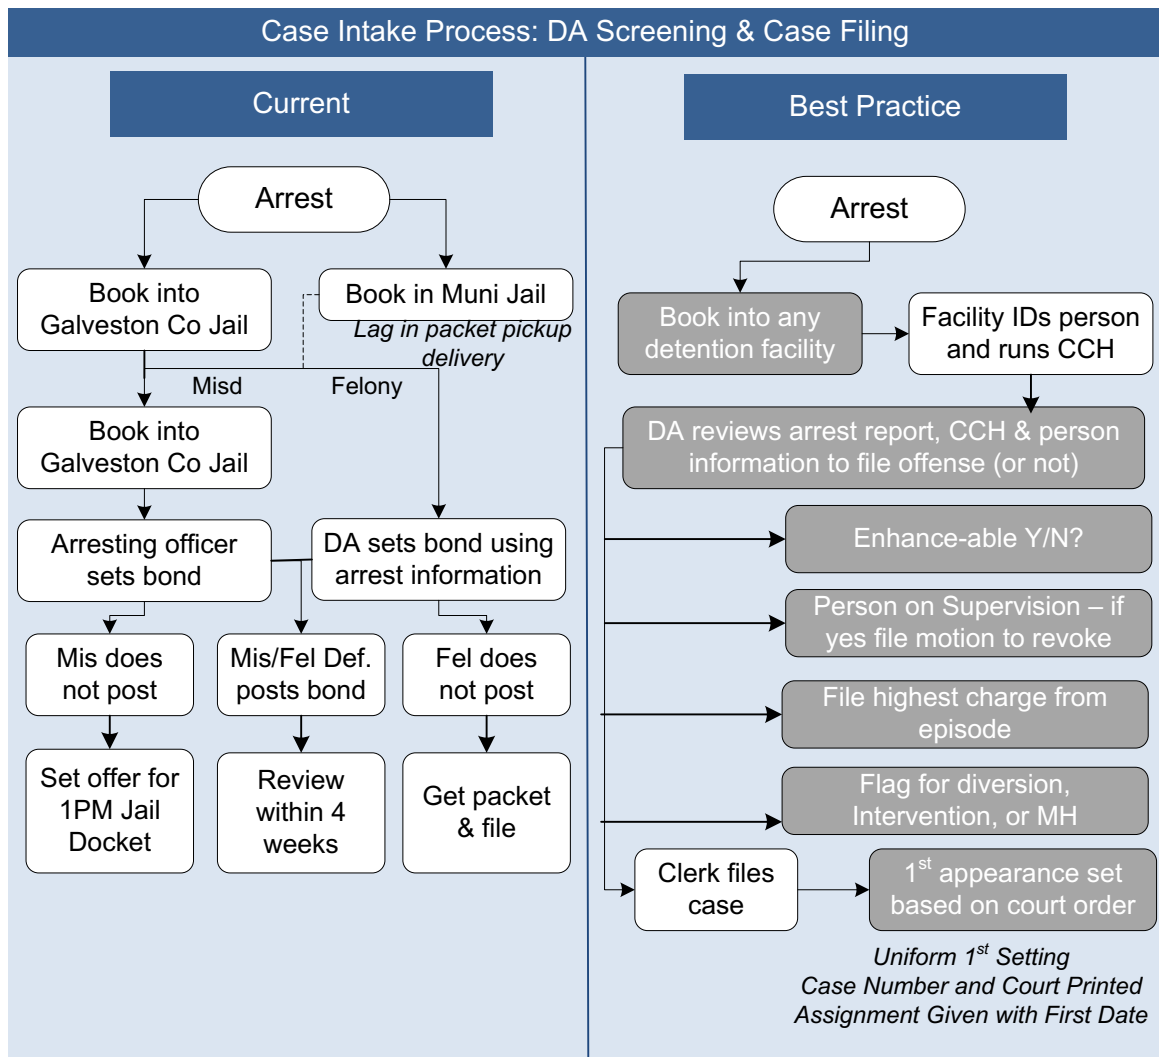 Case Intake Process: DA Screening & Case Filing
Current
Arrest
Book into
Galveston Co Jail
Book in Muni Jail
Lag in packet pickup
delivery
Misd
Felony
Book into
Galveston Co Jail
Arresting officer
sets bond
DA sets bond using
arrest information
Mis does
not post
Mis/Fel Def.
posts bond
Fel does
not post
Set offer for
1PM Jail
Docket
Review
within 4
weeks
Get packet
& file
Best Practice
Arrest
Book into any
detention facility
Facility IDs person
and runs CCH
DA reviews arrest report, CCH & person
information to file offense (or not)
Enhance-able Y/N?
Person on Supervision – if
yes file motion to revoke
File highest charge from
episode
Flag for diversion,
Intervention, or MH
Clerk files
case
1st appearance set
based on court order
Uniform 1st Setting
Case Number and Court Printed
Assignment Given with First Date